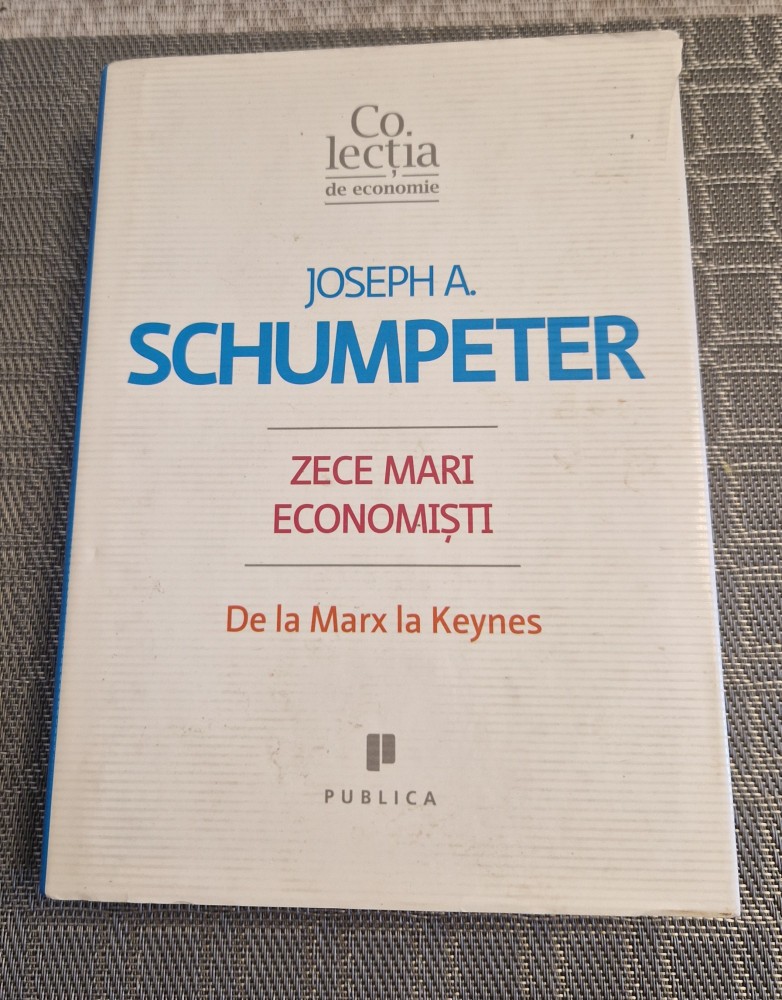 Co.
lecția
de economie
JOSEPH A.
SCHUMPETER
ZECE MARI
ECONOMIȘTI
De la Marx la Keynes
PUBLICA